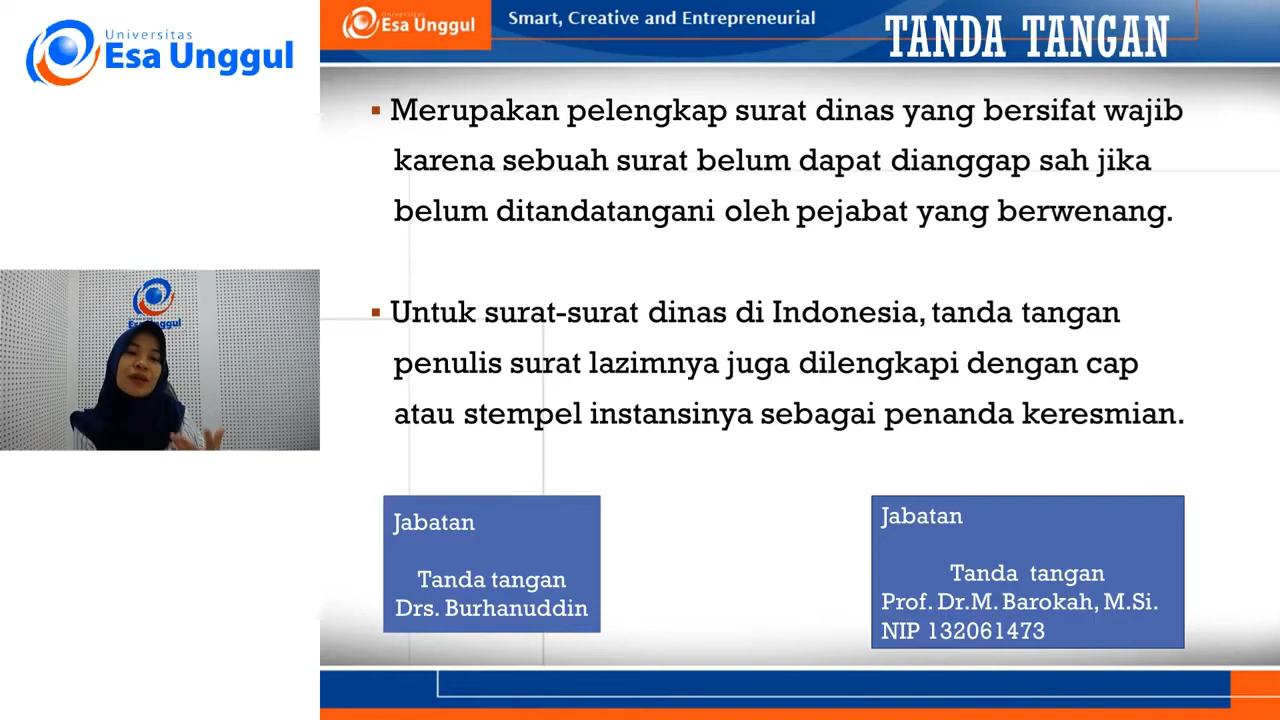 Universitas
Esa Unggul
Universitas
Esa Unggul
Smart, Creative and Entrepreneurial
TANDA TANGAN
▪ Merupakan pelengkap surat dinas yang bersifat wajib
karena sebuah surat belum dapat dianggap sah jika
belum ditandatangani oleh pejabat yang berwenang.
▪ Untuk surat-surat dinas di Indonesia, tanda tangan
penulis surat lazimnya juga dilengkapi dengan cap
atau stempel instansinya sebagai penanda keresmian.
Esa Unggul
Jabatan
Tanda tangan
Drs. Burhanuddin
Jabatan
Tanda tangan
Prof. Dr.M. Barokah, M.Si.
NIP 132061473